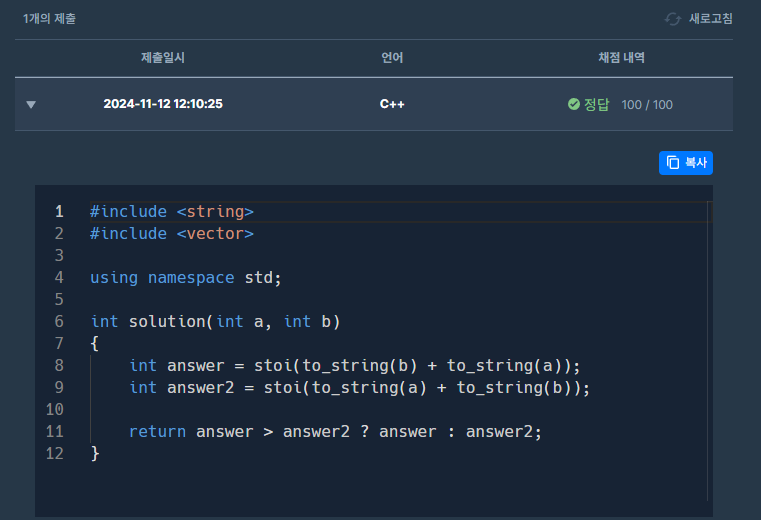 1개의 제출
새로고침
제출일시 언어 채점 내역
2024-11-12 12:10:25 C++ 정답 100 / 100
복사
1 #include <string>
2 #include <vector>
3
4 using namespace std;
5
6 int solution(int a, int b)
7 {
8     int answer = stoi(to_string(b) + to_string(a));
9     int answer2 = stoi(to_string(a) + to_string(b));
10
11     return answer > answer2 ? answer : answer2;
12 }